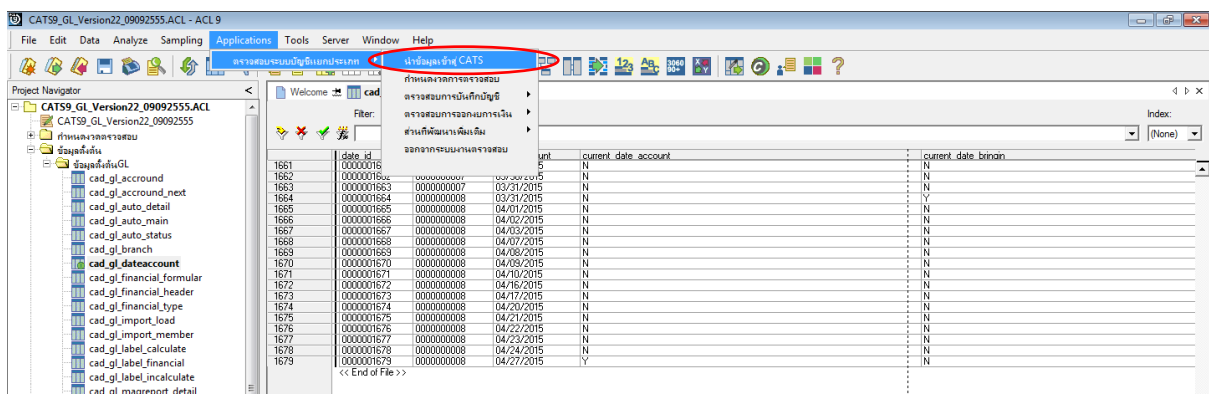 CATS9_GL_Version22_09092555.ACL - ACL 9
File Edit Data Analyze Sampling Applications Tools Server Window Help
ตรวจสอบระบบบัญชีแยกประเภท
นำข้อมูลเข้าสู่ CATS
กำหนดงวดการตรวจสอบ
ตรวจสอบการบันทึกบัญชี
ตรวจสอบการออกงบการเงิน
ส่วนที่พัฒนาเพิ่มเติม
ออกจากระบบงานตรวจสอบ
Project Navigator
CATS9_GL_Version22_09092555.ACL
CATS9_GL_Version22_09092555
กำหนดงวดตรวจสอบ
ข้อมูลตั้งต้น
ข้อมูลตั้งต้นGL
cad_gl_accround
cad_gl_accround_next
cad_gl_auto_detail
cad_gl_auto_main
cad_gl_auto_status
cad_gl_branch
cad_gl_dateaccount
cad_gl_financial_formular
cad_gl_financial_header
cad_gl_financial_type
cad_gl_import_load
cad_gl_import_member
cad_gl_label_calculate
cad_gl_label_financial
cad_gl_label_incalculate
cad_gl_magreport_detail
Welcome cad_
Filter: Index:
(None)
date_id current_date_account current_date_bringin
1661 N N
1662 N N
1663 0000001663 0000000007 03/31/2015 N N
1664 0000001664 0000000008 03/31/2015 N Y
1665 0000001665 0000000008 04/01/2015 N N
1666 0000001666 0000000008 04/02/2015 N N
1667 0000001667 0000000008 04/03/2015 N N
1668 0000001668 0000000008 04/07/2015 N N
1669 0000001669 0000000008 04/08/2015 N N
1670 0000001670 0000000008 04/09/2015 N N
1671 0000001671 0000000008 04/10/2015 N N
1672 0000001672 0000000008 04/16/2015 N N
1673 0000001673 0000000008 04/17/2015 N N
1674 0000001674 0000000008 04/20/2015 N N
1675 0000001675 0000000008 04/21/2015 N N
1676 0000001676 0000000008 04/22/2015 N N
1677 0000001677 0000000008 04/23/2015 N N
1678 0000001678 0000000008 04/24/2015 N N
1679 0000001679 0000000008 04/27/2015 Y N
<< End of File >>